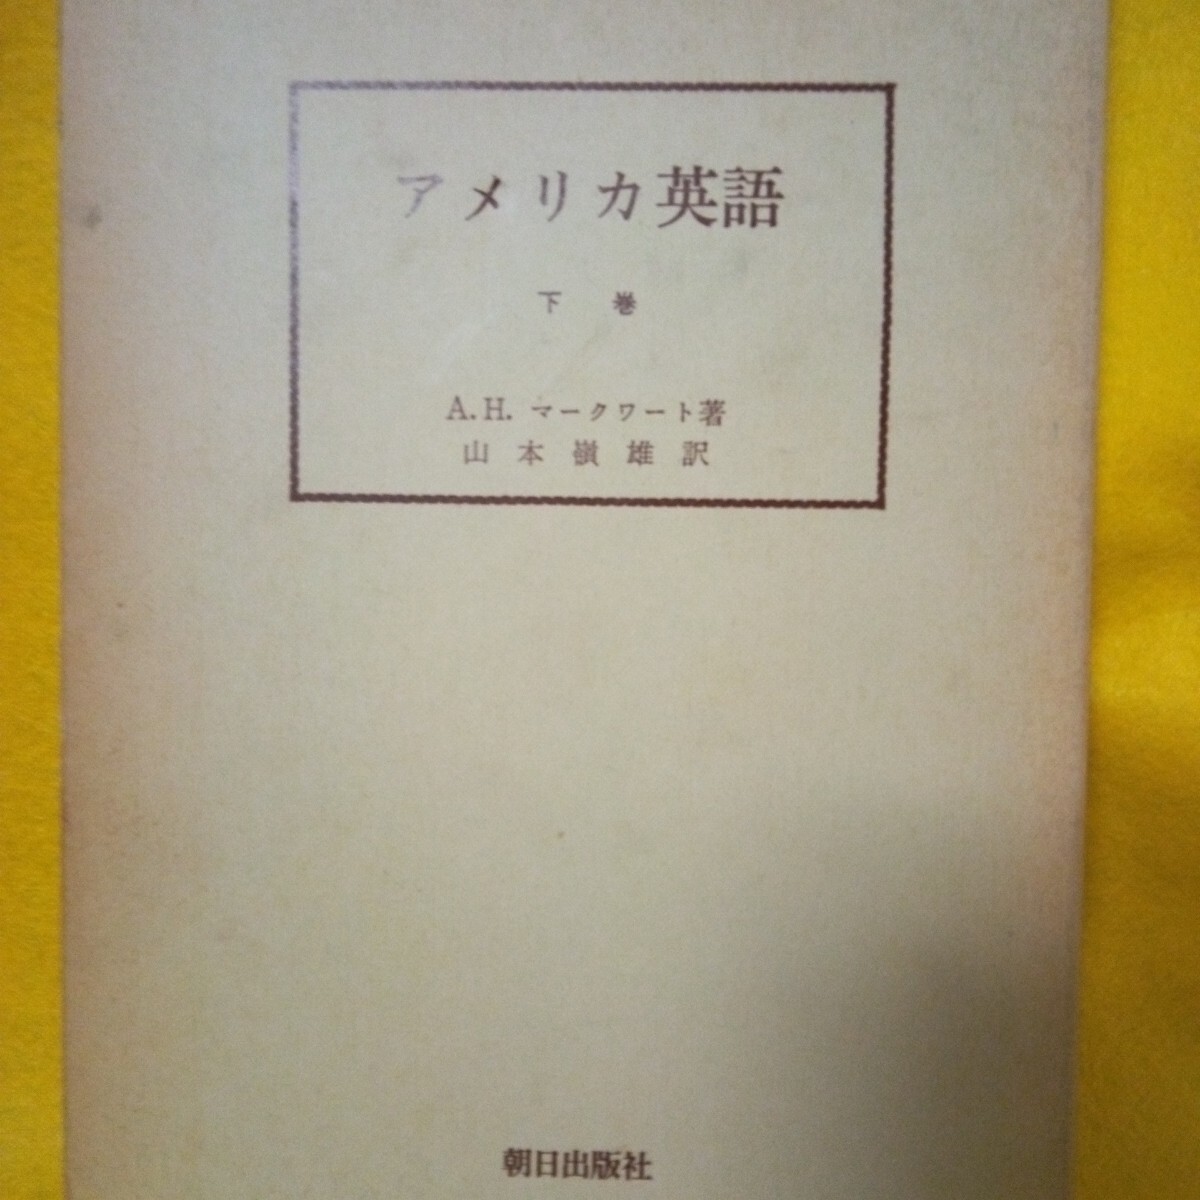 アメリカ英語
下巻
A.H. マークワート著
山本嶺雄訳
朝日出版社